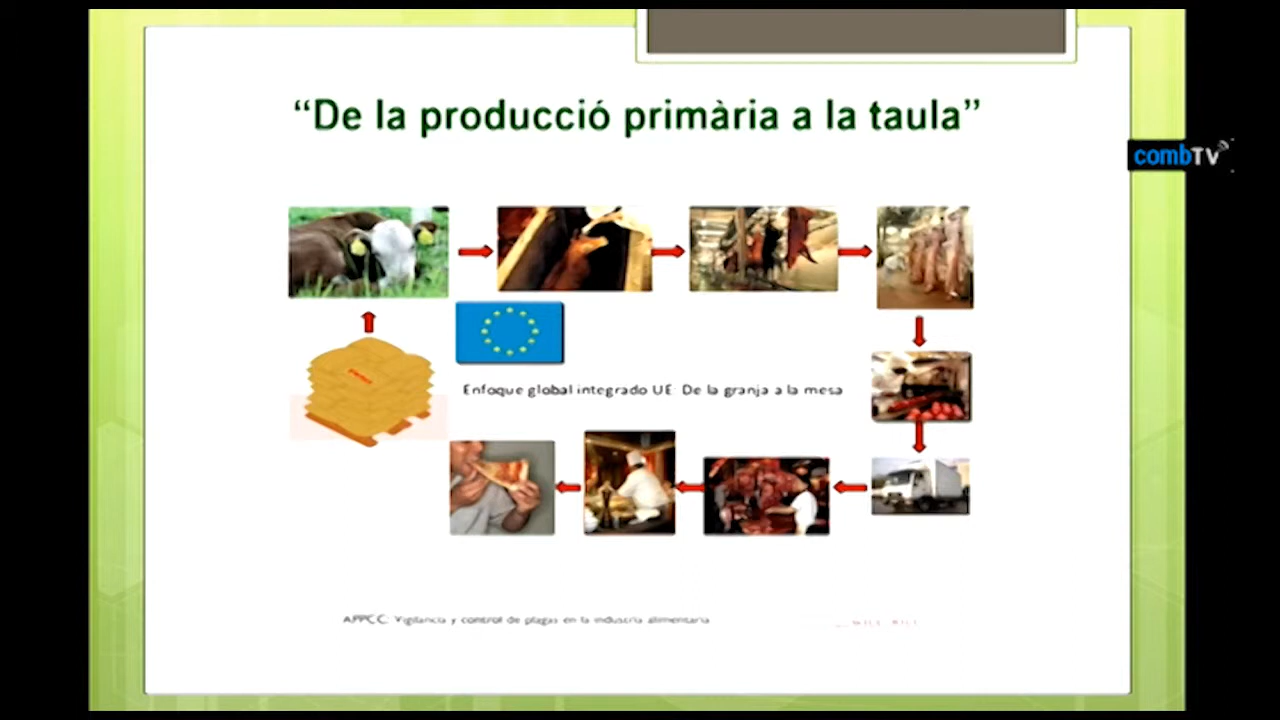 “De la producció primària a la taula”
combTV
Enfoque global integrado UE: De la granja a la mesa
APPCC: Vigilancia y control de plagas en la industria alimentaria